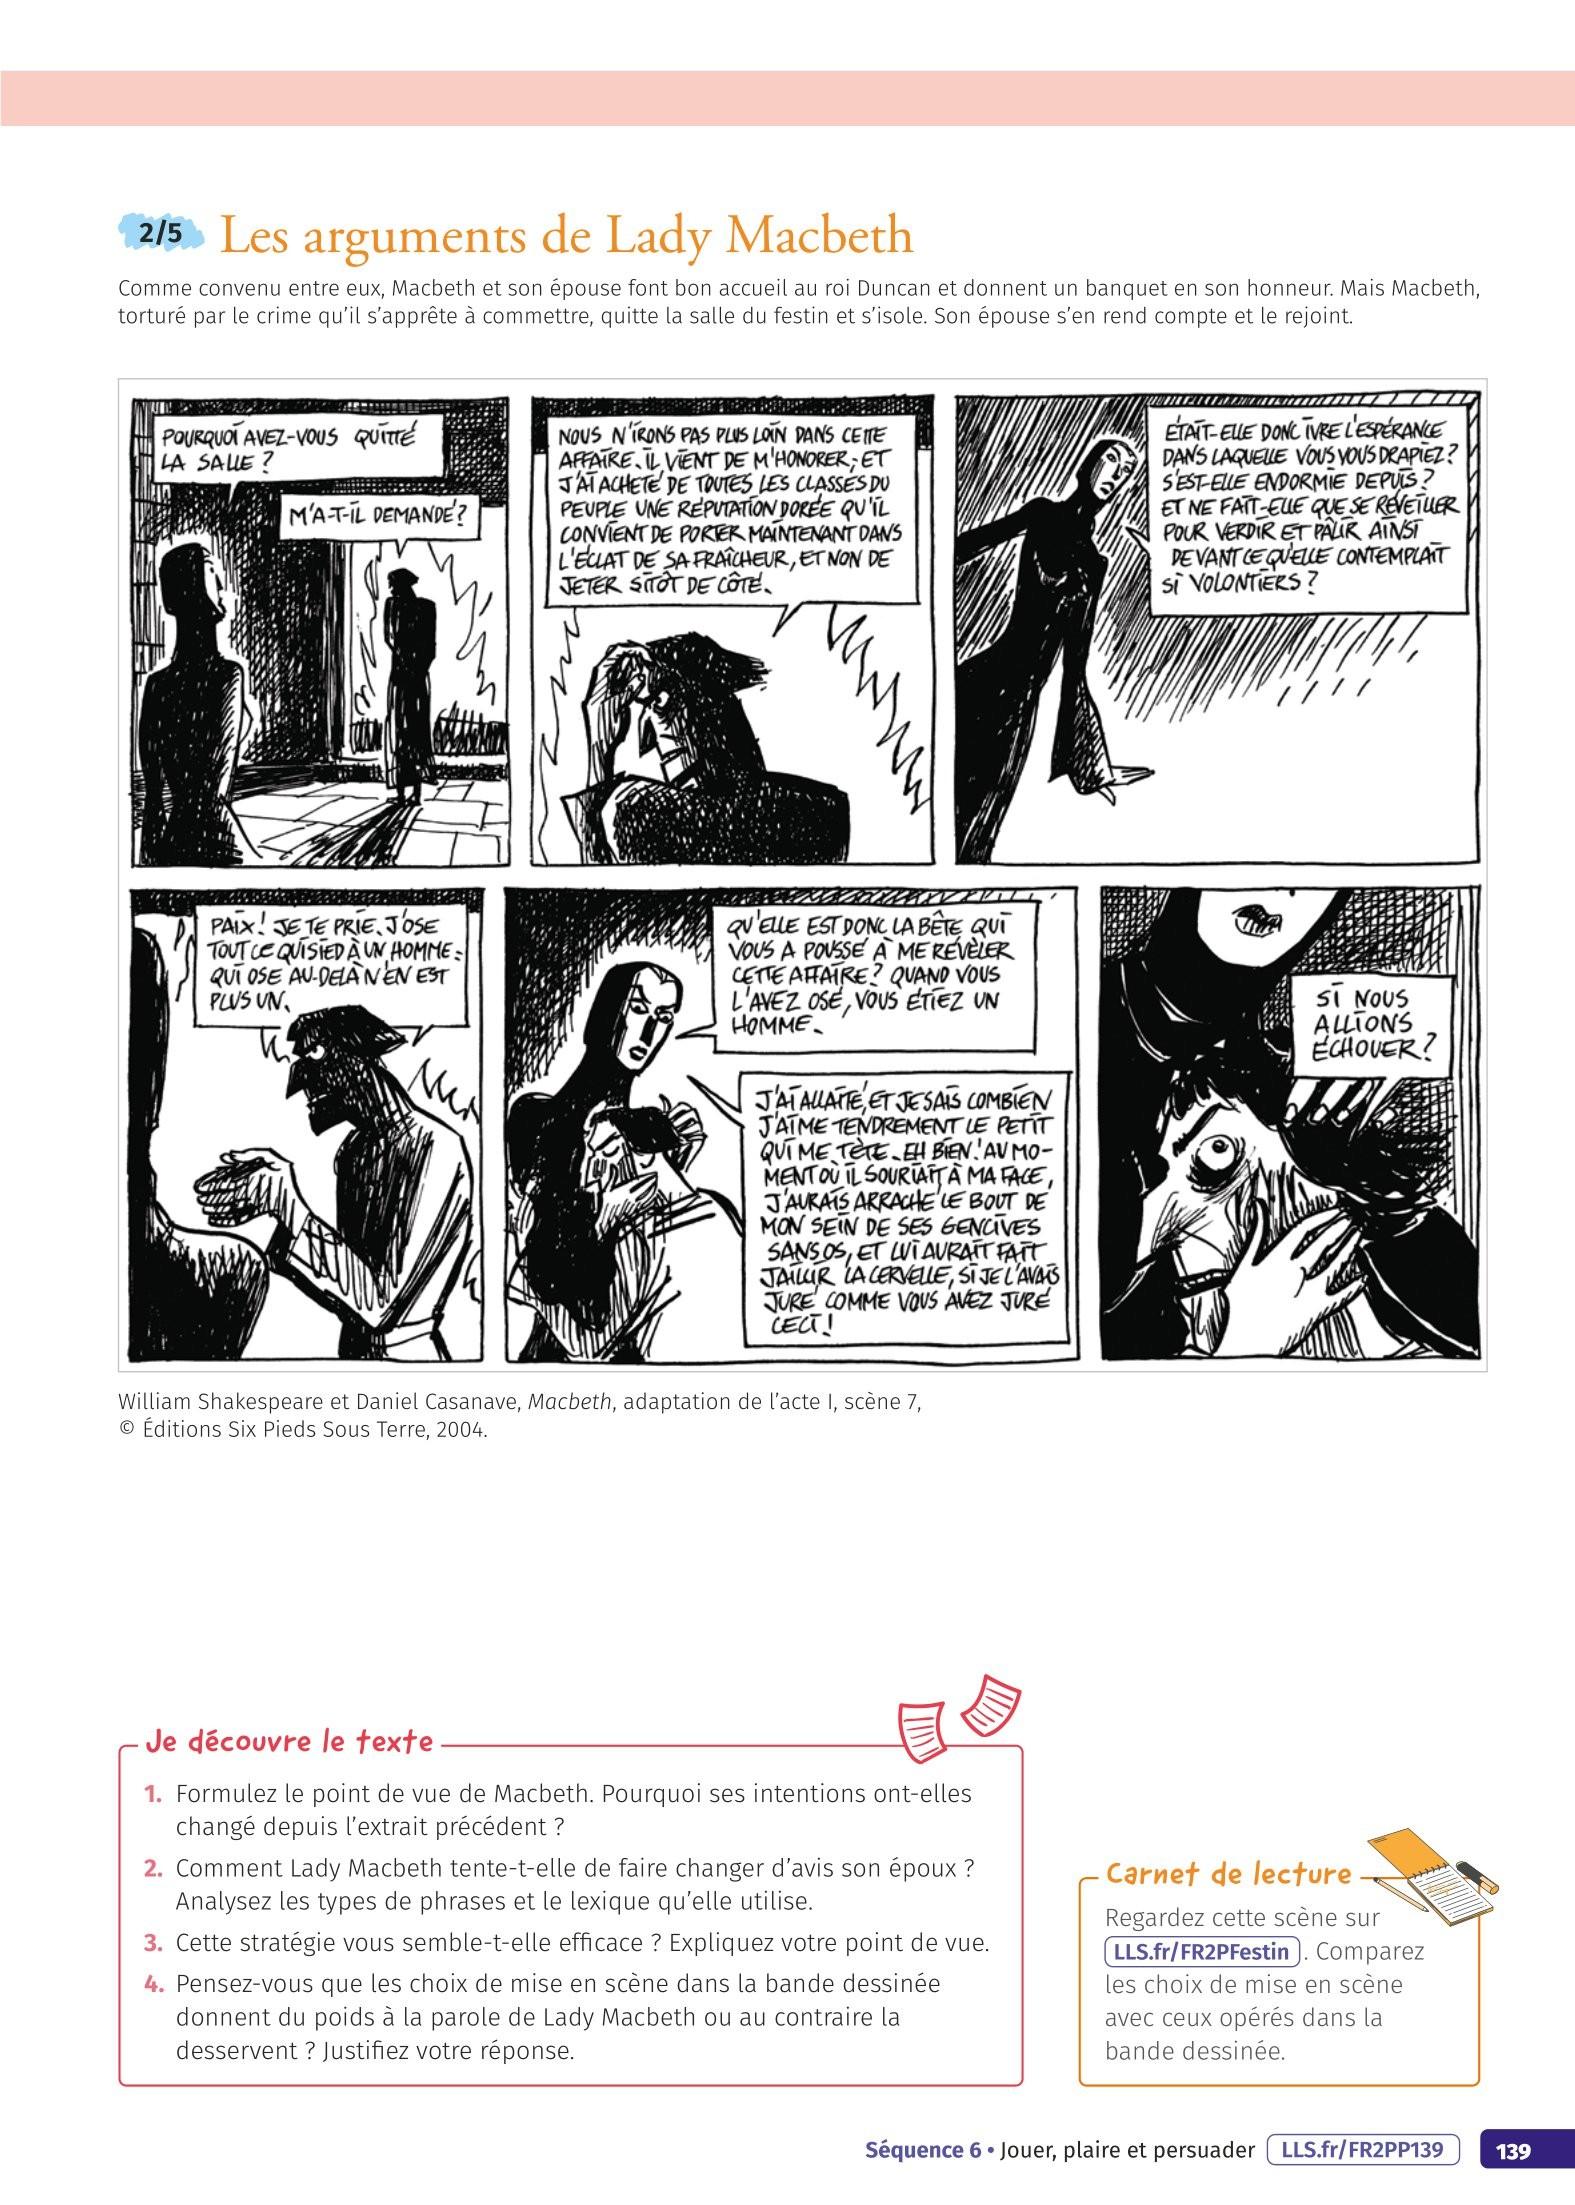 2/5 Les arguments de Lady Macbeth
Comme convenu entre eux, Macbeth et son épouse font bon accueil au roi Duncan et donnent un banquet en son honneur. Mais Macbeth,
torturé par le crime qu'il s'apprête à commettre, quitte la salle du festin et s'isole. Son épouse s'en rend compte et le rejoint.
POURQUOI AVEZ-VOUS QUITTÉ
LA SALLE ?
M'A-T-IL DEMANDÉ ?
NOUS N'IRONS PAS PLUS LOIN DANS CETTE
AFFAIRE. IL VIENT DE M'HONORER ; ET
J'AI ACHETÉ DE TOUTES LES CLASSES DU
PEUPLE UNE RÉPUTATION DORÉE QU'IL
CONVIENT DE PORTER MAINTENANT DANS
L'ÉCLAT DE SA FRAÎCHEUR, ET NON DE
JETER SITÔT DE CÔTÉ.
ÉTAIT-ELLE DONC IVRE L'ESPÉRANCE
DANS LAQUELLE VOUS VOUS DRAPIEZ ?
S'EST-ELLE ENDORMIE DEPUIS ?
ET NE FAIT-ELLE QUE SE RÉVEILLER
POUR VERDIR ET PÂLIR AINSI
DEVANT CE QU'ELLE CONTEMPLAIT
SI VOLONTIERS ?
PAIX ! JE TE PRIE. J'OSE
TOUT CE QUI SIED À UN HOMME :
QUI OSE AU-DELÀ N'EN EST
PLUS UN.
QU'ELLE EST DONC LA BÊTE QUI
VOUS A POUSSÉ À ME RÉVÉLER
CETTE AFFAIRE ? QUAND VOUS
L'AVEZ OSÉ, VOUS ÉTIEZ UN
HOMME.
J'AI ALLAITÉ, ET JE SAIS COMBIEN
J'AIME TENDREMENT LE PETIT
QUI ME TÈTE. EH BIEN ! AU MO-
MENT OÙ IL SOURIAIT À MA FACE,
J'AURAIS ARRACHÉ LE BOUT DE
MON SEIN DE SES GENCIVES
SANS OS, ET LUI AURAIT FAIT
JAILLIR LA CERVELLE, SI JE L'AVAIS
JURÉ COMME VOUS AVEZ JURÉ
CECI !
SI NOUS
ALLIONS
ÉCHOUER ?
William Shakespeare et Daniel Casanave, Macbeth, adaptation de l'acte I, scène 7,
© Éditions Six Pieds Sous Terre, 2004.
Je découvre le texte
1. Formulez le point de vue de Macbeth. Pourquoi ses intentions ont-elles
changé depuis l'extrait précédent ?
2. Comment Lady Macbeth tente-t-elle de faire changer d'avis son époux ?
Analysez les types de phrases et le lexique qu'elle utilise.
3. Cette stratégie vous semble-t-elle efficace ? Expliquez votre point de vue.
4. Pensez-vous que les choix de mise en scène dans la bande dessinée
donnent du poids à la parole de Lady Macbeth ou au contraire la
desservent ? Justifiez votre réponse.
Carnet de lecture
Regardez cette scène sur
LLS.fr/FR2PFestin . Comparez
les choix de mise en scène
avec ceux opérés dans la
bande dessinée.
Séquence 6 • Jouer, plaire et persuader LLS.fr/FR2PP139 139